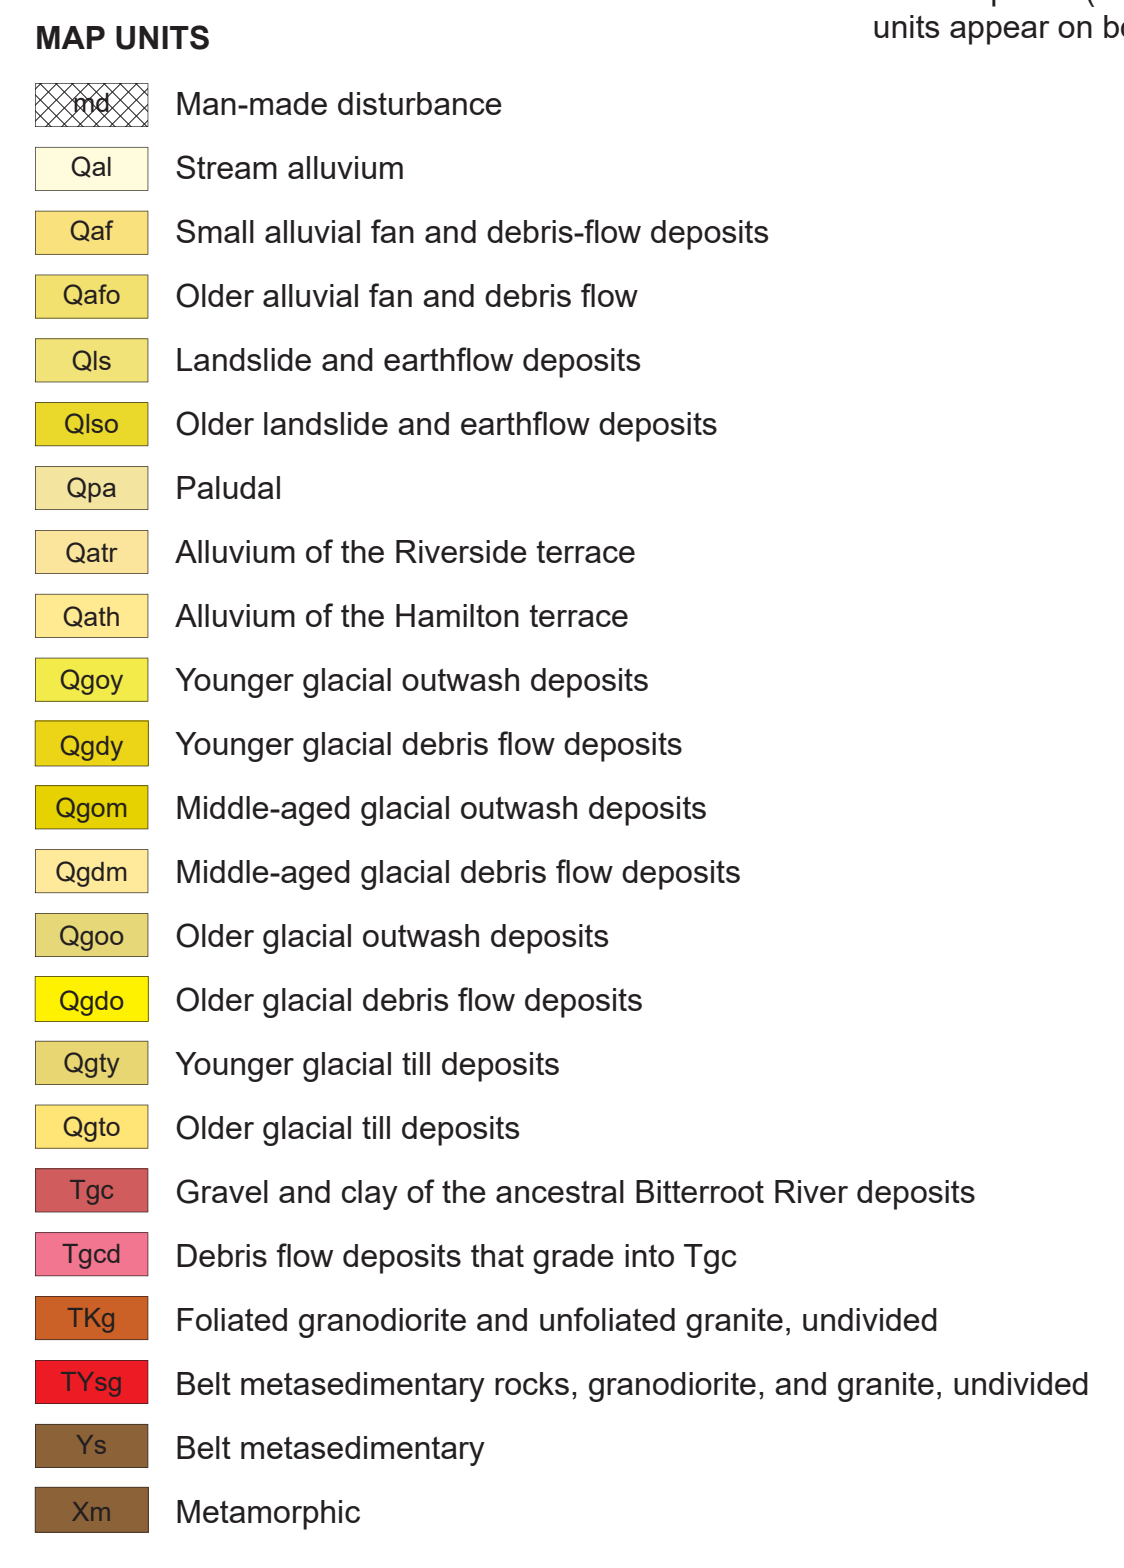 units appear on b
MAP UNITS
md Man-made disturbance
Qal Stream alluvium
Qaf Small alluvial fan and debris-flow deposits
Qafo Older alluvial fan and debris flow
Qls Landslide and earthflow deposits
Qlso Older landslide and earthflow deposits
Qpa Paludal
Qatr Alluvium of the Riverside terrace
Qath Alluvium of the Hamilton terrace
Qgoy Younger glacial outwash deposits
Qgdy Younger glacial debris flow deposits
Qgom Middle-aged glacial outwash deposits
Qgdm Middle-aged glacial debris flow deposits
Qgoo Older glacial outwash deposits
Qgdo Older glacial debris flow deposits
Qgty Younger glacial till deposits
Qgto Older glacial till deposits
Tgc Gravel and clay of the ancestral Bitterroot River deposits
Tgcd Debris flow deposits that grade into Tgc
TKg Foliated granodiorite and unfoliated granite, undivided
TYsg Belt metasedimentary rocks, granodiorite, and granite, undivided
Ys Belt metasedimentary
Xm Metamorphic